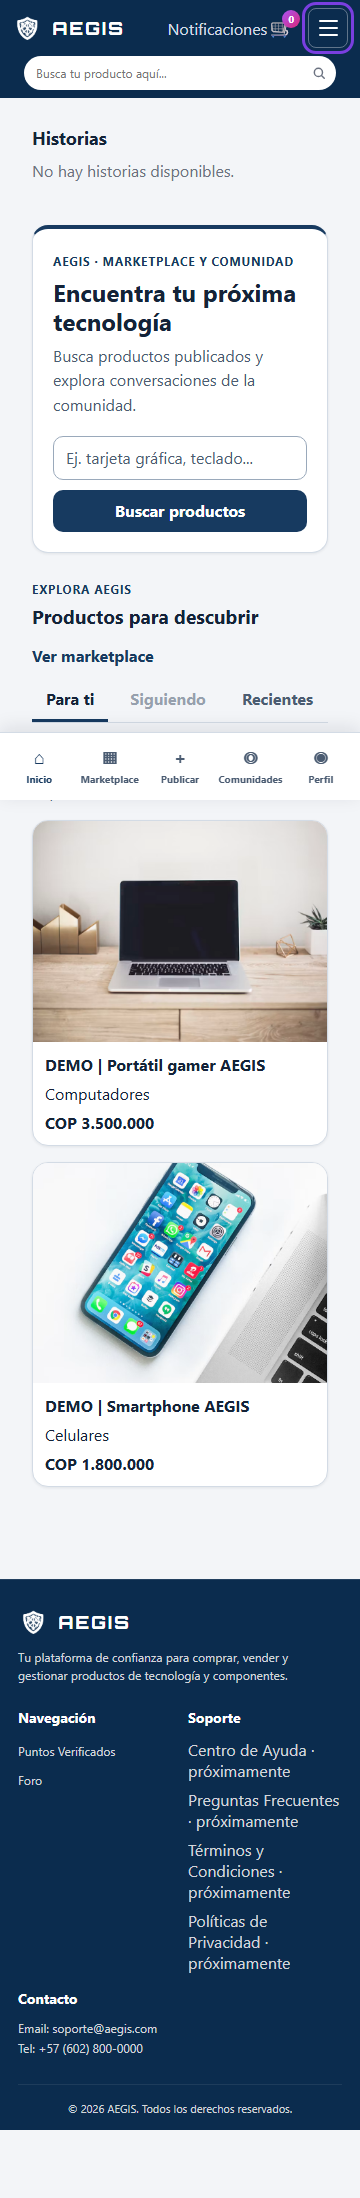 AEGIS
Notificaciones
0
Busca tu producto aquí...
Historias
No hay historias disponibles.
AEGIS · MARKETPLACE Y COMUNIDAD
Encuentra tu próxima
tecnología
Busca productos publicados y
explora conversaciones de la
comunidad.
Ej. tarjeta gráfica, teclado...
Buscar productos
EXPLORA AEGIS
Productos para descubrir
Ver marketplace
Para ti Siguiendo Recientes
Inicio Marketplace Publicar Comunidades Perfil
DEMO | Portátil gamer AEGIS
Computadores
COP 3.500.000
DEMO | Smartphone AEGIS
Celulares
COP 1.800.000
AEGIS
Tu plataforma de confianza para comprar, vender y
gestionar productos de tecnología y componentes.
Navegación
Puntos Verificados
Foro
Soporte
Centro de Ayuda ·
próximamente
Preguntas Frecuentes
· próximamente
Términos y
Condiciones ·
próximamente
Políticas de
Privacidad ·
próximamente
Contacto
Email: soporte@aegis.com
Tel: +57 (602) 800-0000
© 2026 AEGIS. Todos los derechos reservados.